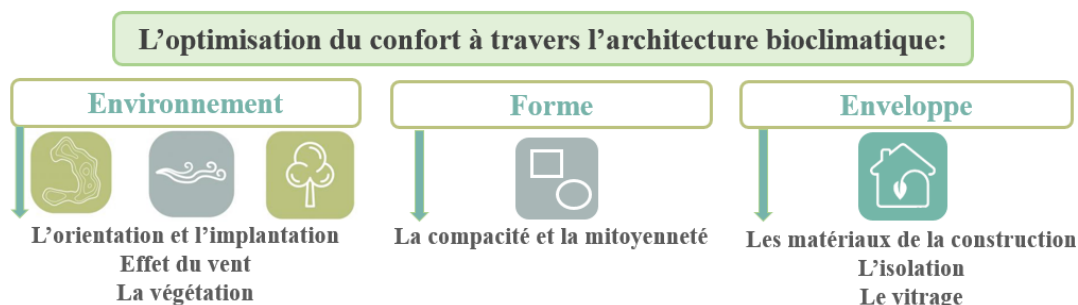 L’optimisation du confort à travers l’architecture bioclimatique:
Environnement
L’orientation et l’implantation
Effet du vent
La végétation
Forme
La compacité et la mitoyenneté
Enveloppe
Les matériaux de la construction
L’isolation
Le vitrage